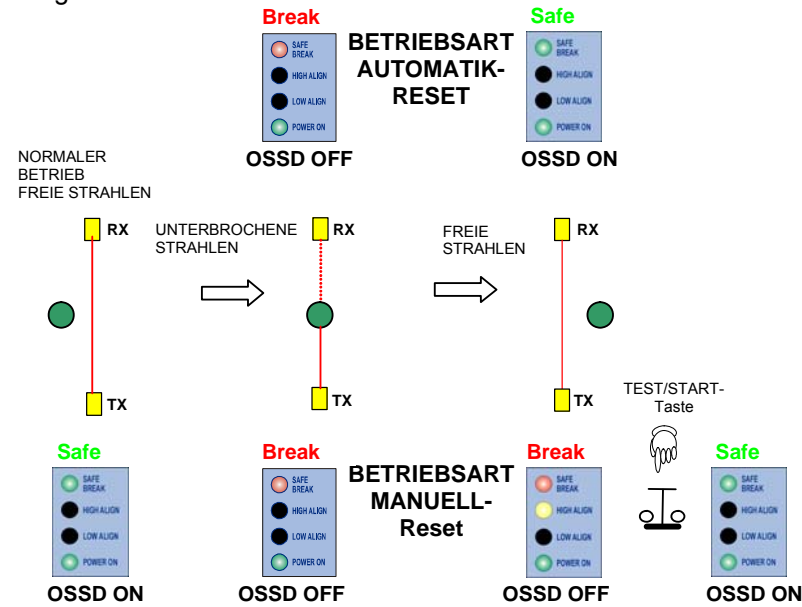 Break
SAFE
BREAK
HIGH ALIGN
LOW ALIGN
POWER ON
OSSD OFF
BETRIEBSART
AUTOMATIK-
RESET
Safe
SAFE
BREAK
HIGH ALIGN
LOW ALIGN
POWER ON
OSSD ON
NORMALER
BETRIEB
FREIE STRAHLEN
RX
TX
UNTERBROCHENE
STRAHLEN
RX
TX
FREIE
STRAHLEN
RX
TX
TEST/START-
Taste
Safe
SAFE
BREAK
HIGH ALIGN
LOW ALIGN
POWER ON
OSSD ON
Break
SAFE
BREAK
HIGH ALIGN
LOW ALIGN
POWER ON
OSSD OFF
BETRIEBSART
MANUELL-
Reset
Break
SAFE
BREAK
HIGH ALIGN
LOW ALIGN
POWER ON
OSSD OFF
Safe
SAFE
BREAK
HIGH ALIGN
LOW ALIGN
POWER ON
OSSD ON